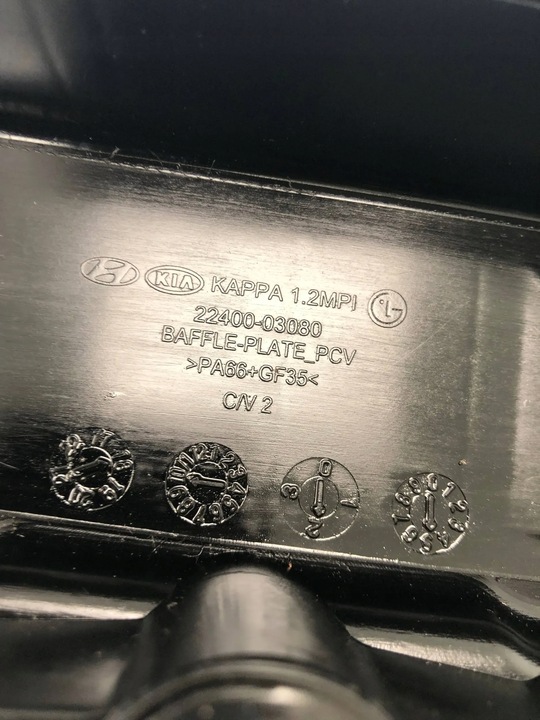 KIA KAPPA 1.2MPI
22400-03080
BAFFLE-PLATE_PCV
>PA66+GF35<
C/V 2